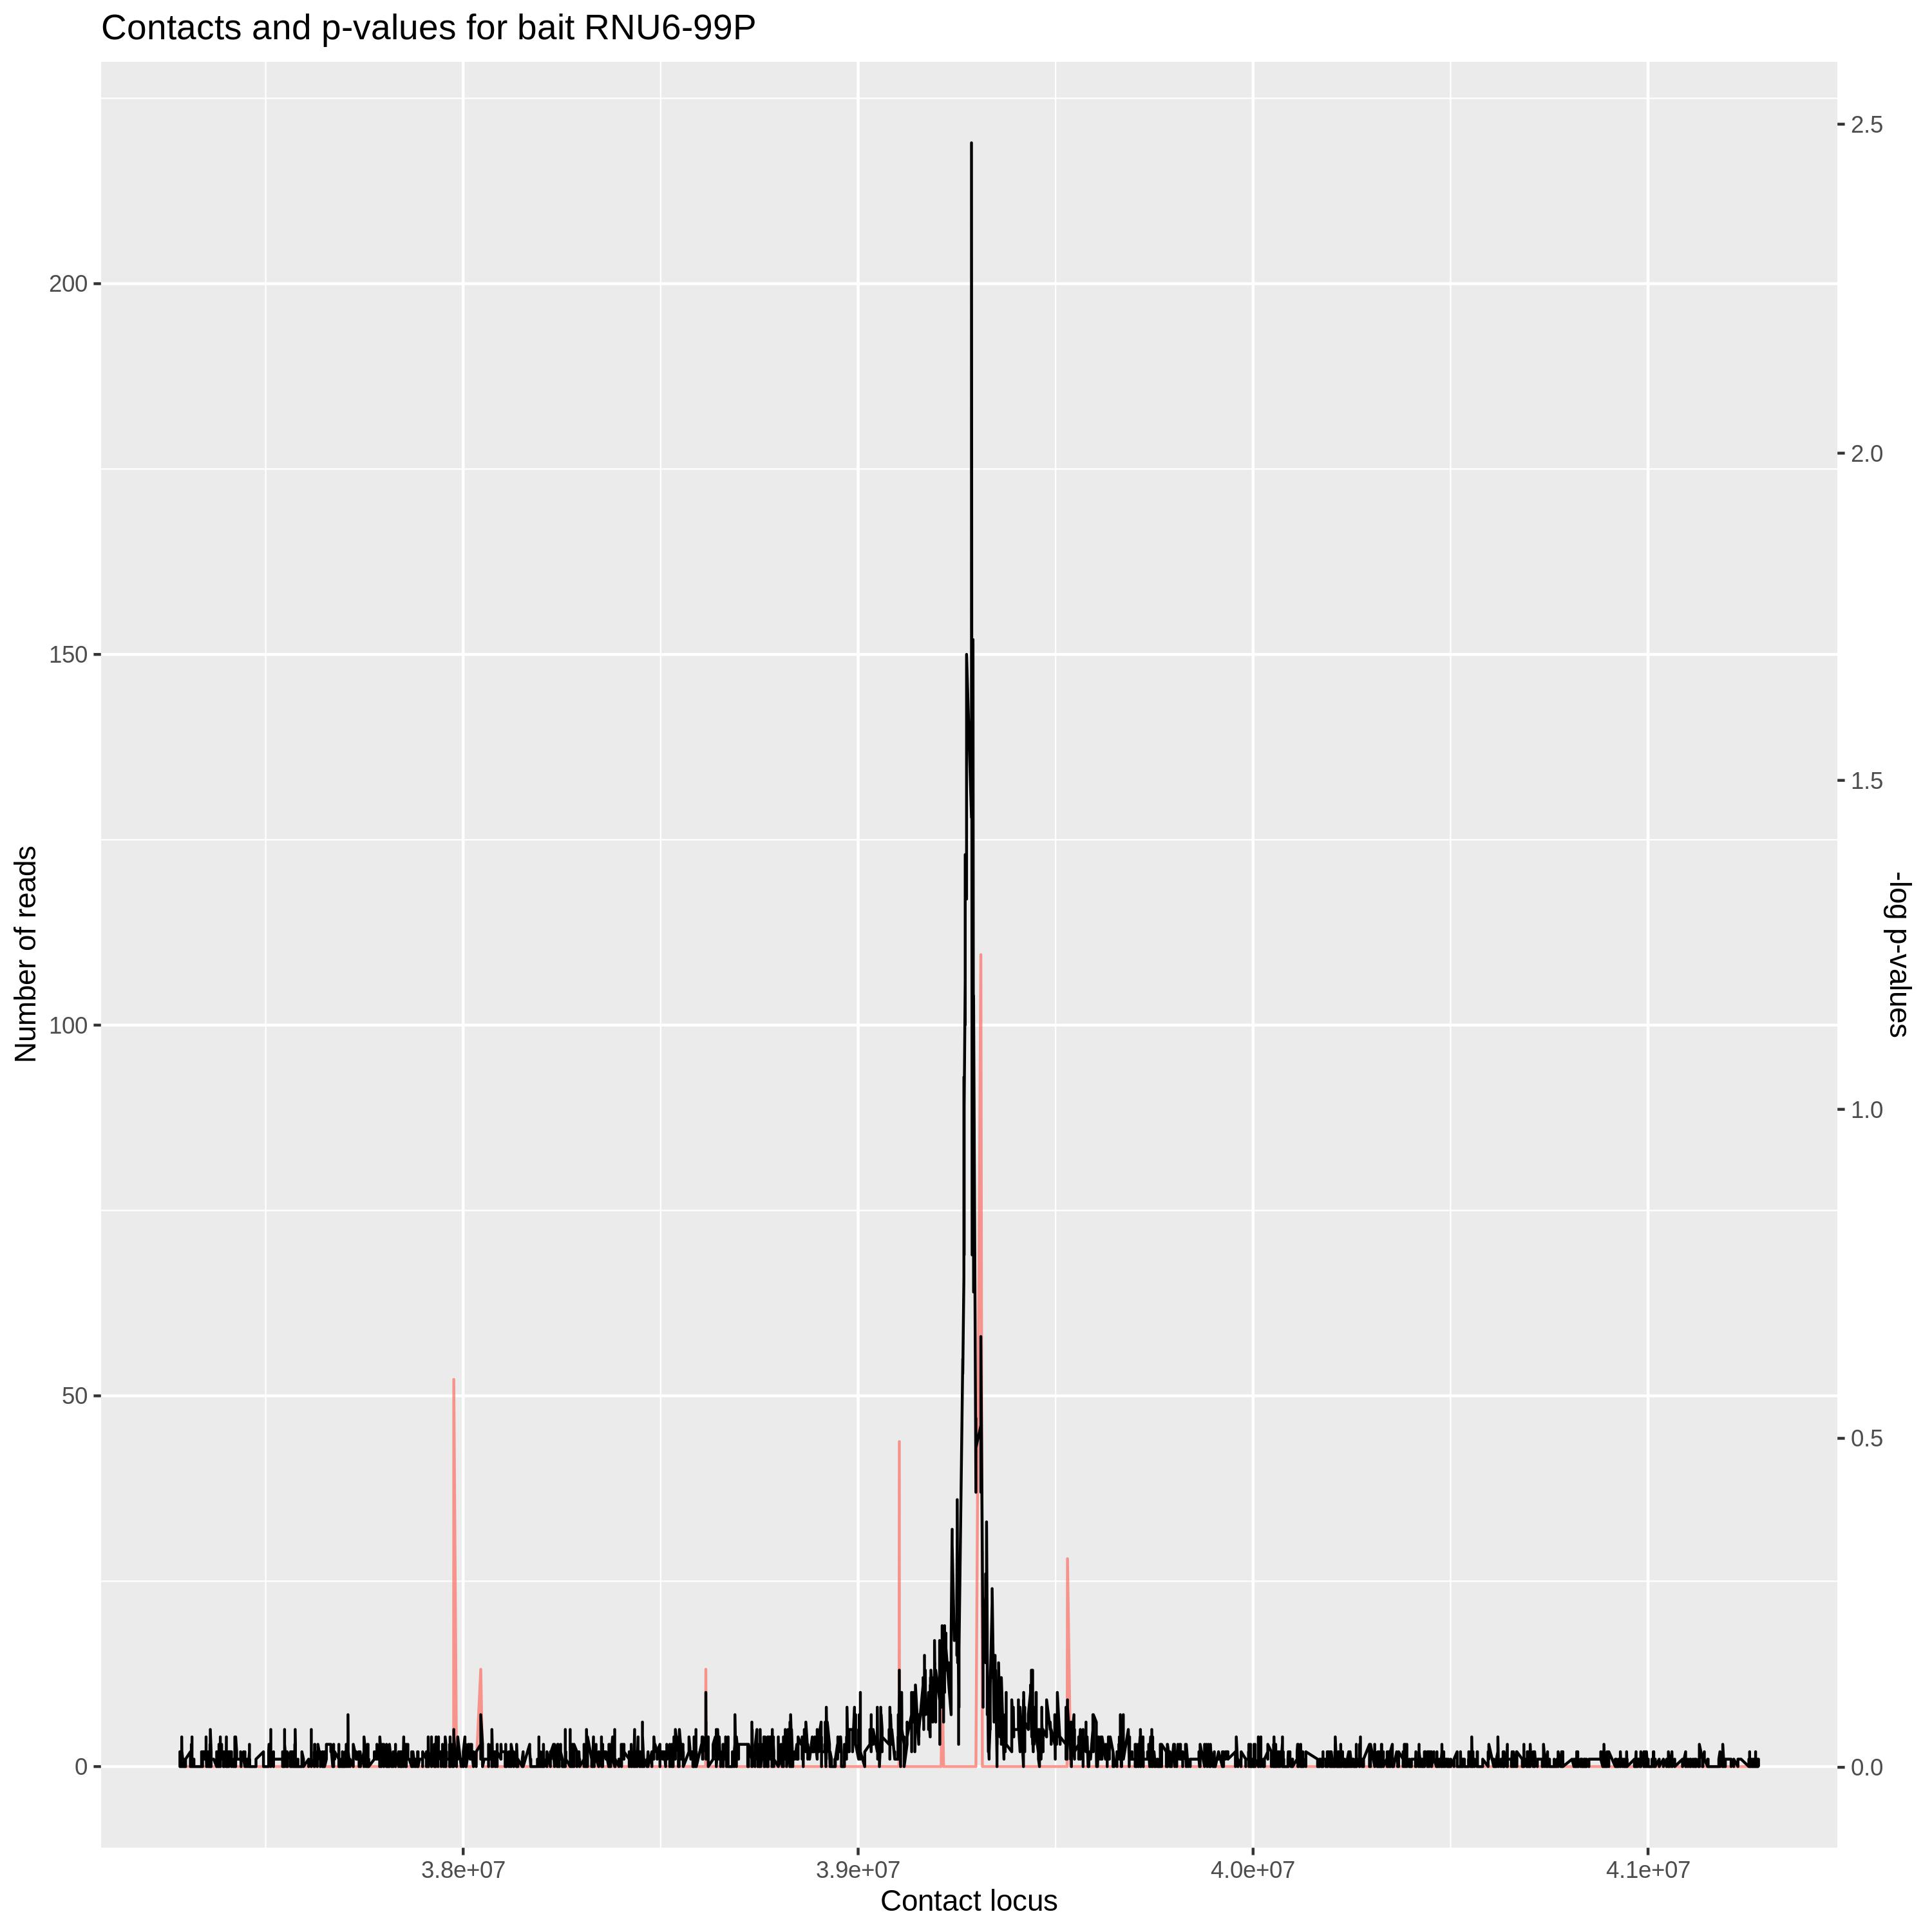 Contacts and p-values for bait RNU6-99P
Number of reads
200
150
100
50
0
2.5
2.0
1.5
1.0
0.5
0.0
-log p-values
3.8e+07
3.9e+07
4.0e+07
4.1e+07
Contact locus